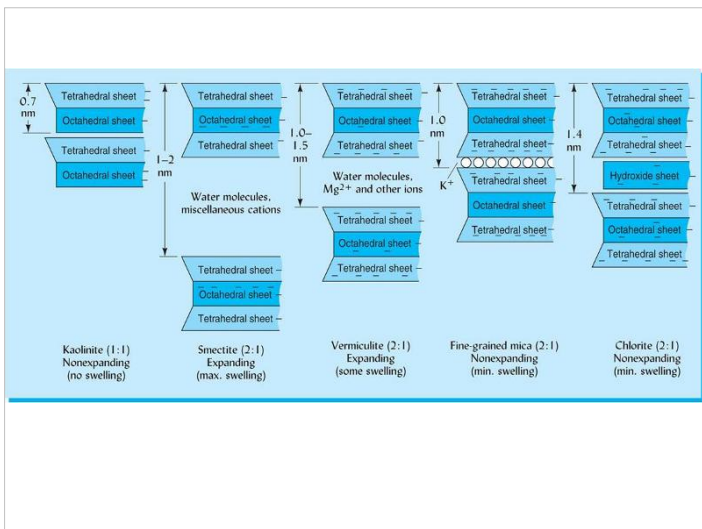 0.7
nm
Tetrahedral sheet
Octahedral sheet
Tetrahedral sheet
Octahedral sheet
Kaolinite (1:1)
Nonexpanding
(no swelling)
1–2
nm
Tetrahedral sheet
Octahedral sheet
Tetrahedral sheet
Water molecules,
miscellaneous cations
Tetrahedral sheet
Octahedral sheet
Tetrahedral sheet
Smectite (2:1)
Expanding
(max. swelling)
1.0–
1.5
nm
Tetrahedral sheet
Octahedral sheet
Tetrahedral sheet
Water molecules,
Mg2+ and other ions
Tetrahedral sheet
Octahedral sheet
Tetrahedral sheet
Vermiculite (2:1)
Expanding
(some swelling)
1.0
nm
Tetrahedral sheet
Octahedral sheet
Tetrahedral sheet
K+
Tetrahedral sheet
Octahedral sheet
Tetrahedral sheet
Fine-grained mica (2:1)
Nonexpanding
(min. swelling)
1.4
nm
Tetrahedral sheet
Octahedral sheet
Tetrahedral sheet
Hydroxide sheet
Tetrahedral sheet
Octahedral sheet
Tetrahedral sheet
Chlorite (2:1)
Nonexpanding
(min. swelling)